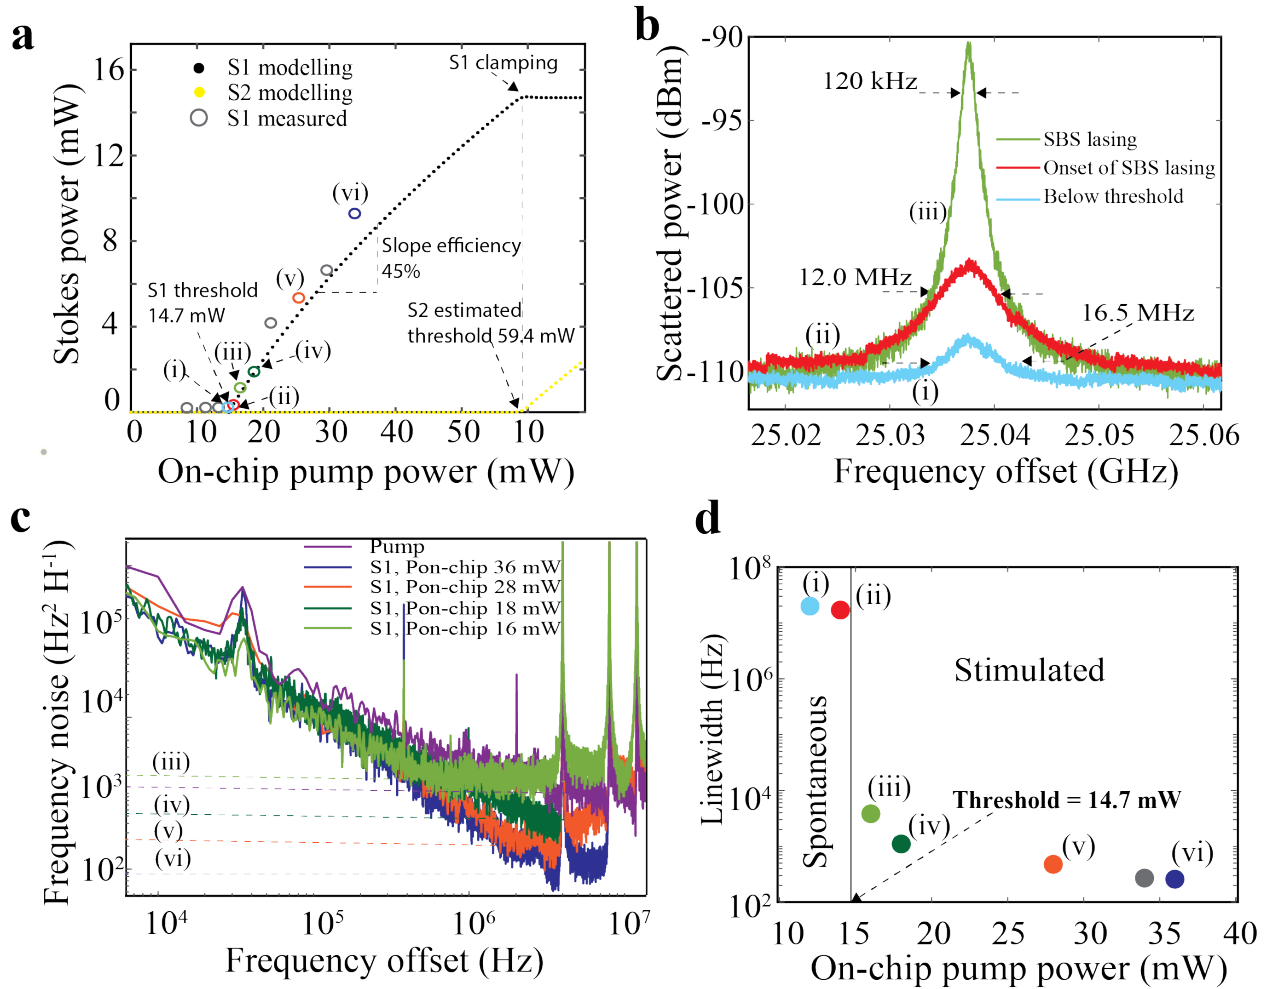 a
Stokes power (mW)
16
12
8
4
0
S1 modelling
S2 modelling
S1 measured
S1 clamping
(vi)
Slope efficiency
45%
(v)
S1 threshold
14.7 mW
S2 estimated
threshold 59.4 mW
(iii)
(iv)
(i)
(ii)
0 10 20 30 40 50 10
On-chip pump power (mW)
b
Scattered power (dBm)
-90
-95
-100
-105
-110
120 kHz
SBS lasing
Onset of SBS lasing
Below threshold
(iii)
12.0 MHz
16.5 MHz
(ii)
(i)
25.02 25.03 25.04 25.05 25.06
Frequency offset (GHz)
c
Frequency noise (Hz² H⁻¹)
10⁵
10⁴
10³
10²
Pump
S1, Pon-chip 36 mW
S1, Pon-chip 28 mW
S1, Pon-chip 18 mW
S1, Pon-chip 16 mW
(iii)
(iv)
(v)
(vi)
10⁴ 10⁵ 10⁶ 10⁷
Frequency offset (Hz)
d
Linewidth (Hz)
10⁸
10⁶
10⁴
10²
(i)
(ii)
Spontaneous
Stimulated
(iii)
(iv)
Threshold = 14.7 mW
(v)
(vi)
10 15 20 25 30 35 40
On-chip pump power (mW)